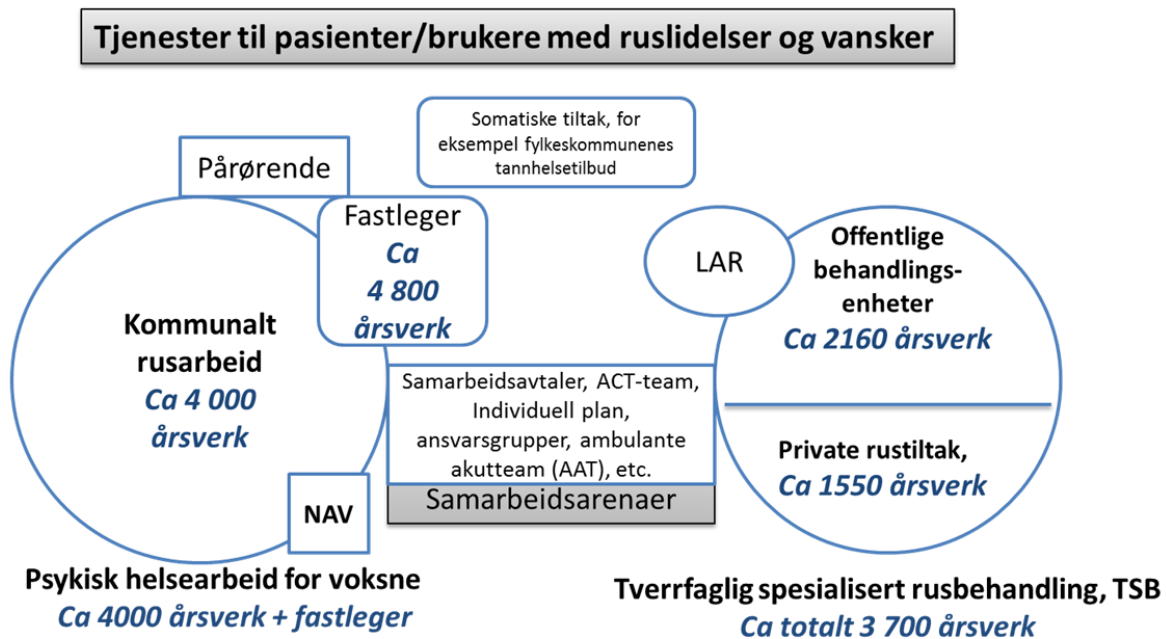 Tjenester til pasienter/brukere med ruslidelser og vansker
Somatiske tiltak, for
eksempel fylkeskommunenes
tannhelsetilbud
Pårørende
Fastleger
Ca
4 800
årsverk
Kommunalt
rusarbeid
Ca 4 000
årsverk
NAV
Psykisk helsearbeid for voksne
Ca 4000 årsverk + fastleger
Samarbeidsavtaler, ACT-team,
Individuell plan,
ansvarsgrupper, ambulante
akutteam (AAT), etc.
Samarbeidsarenaer
LAR
Offentlige
behandlings-
enheter
Ca 2160 årsverk
Private rustiltak,
Ca 1550 årsverk
Tverrfaglig spesialisert rusbehandling, TSB
Ca totalt 3 700 årsverk